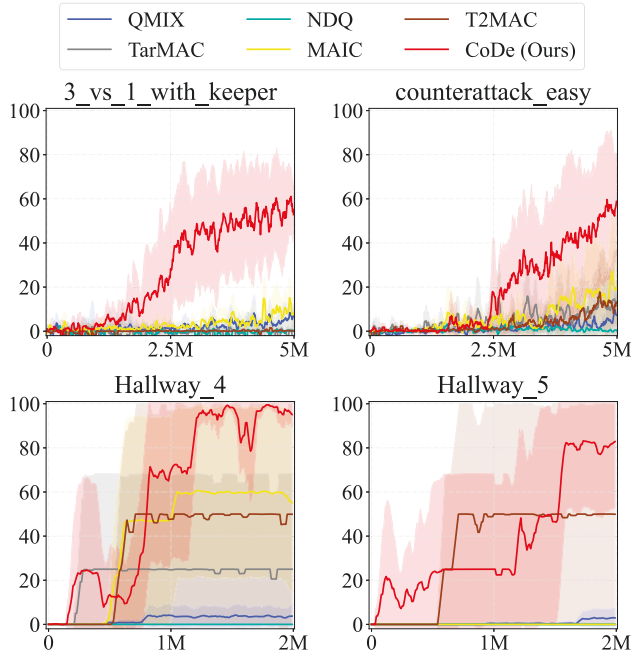 QMIX NDQ T2MAC
TarMAC MAIC CoDe (Ours)
3_vs_1_with_keeper counterattack_easy
100 100
80 80
60 60
40 40
20 20
0 0
0 2.5M 5M 0 2.5M 5M
Hallway_4 Hallway_5
100 100
80 80
60 60
40 40
20 20
0 0
0 1M 2M 0 1M 2M